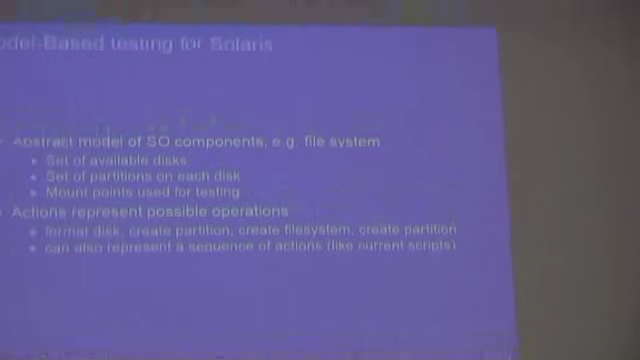 odel-Based testing for Solaris
Abstract model of SO components, e.g. file system
Set of available disks
Set of partitions on each disk
Mount points used for testing
Actions represent possible operations
format disk, create partition, create filesystem, create partition
can also represent a sequence of actions (like current scripts)